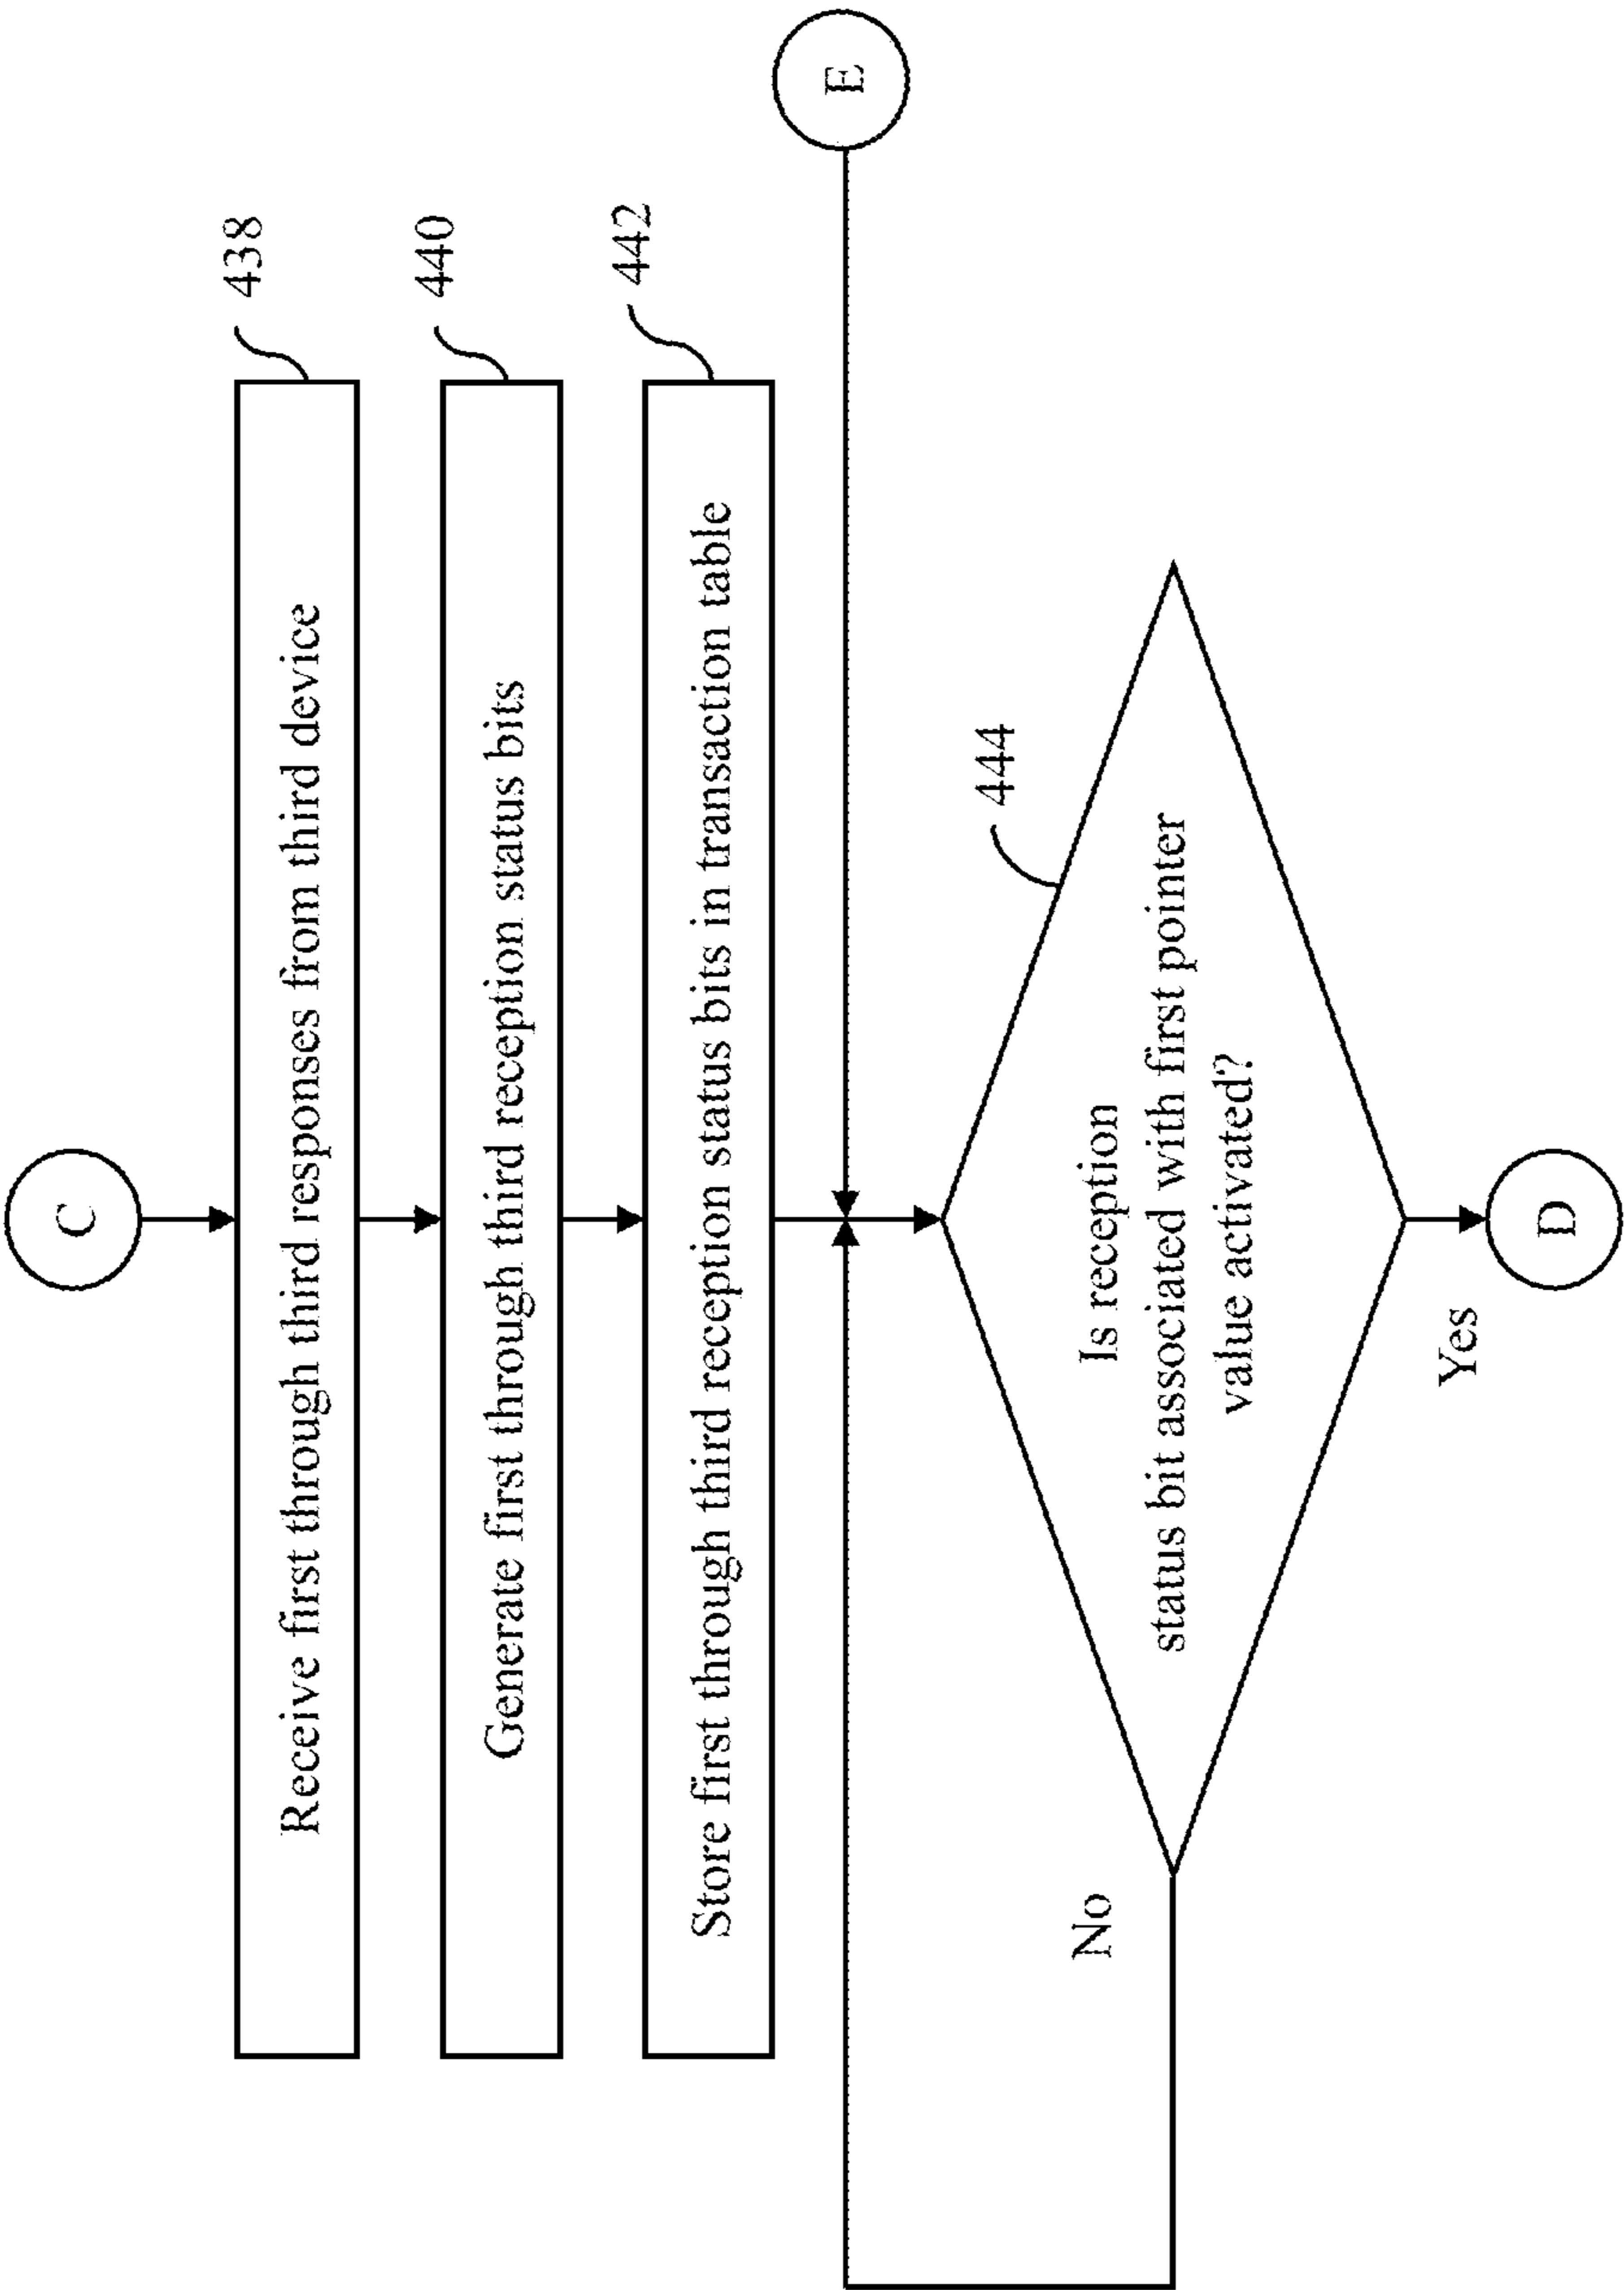 C
438
Receive first through third responses from third device
440
Generate first through third reception status bits
442
Store first through third reception status bits in transaction table
E
444
Is reception
status bit associated with first pointer
value activated?
No
Yes
D